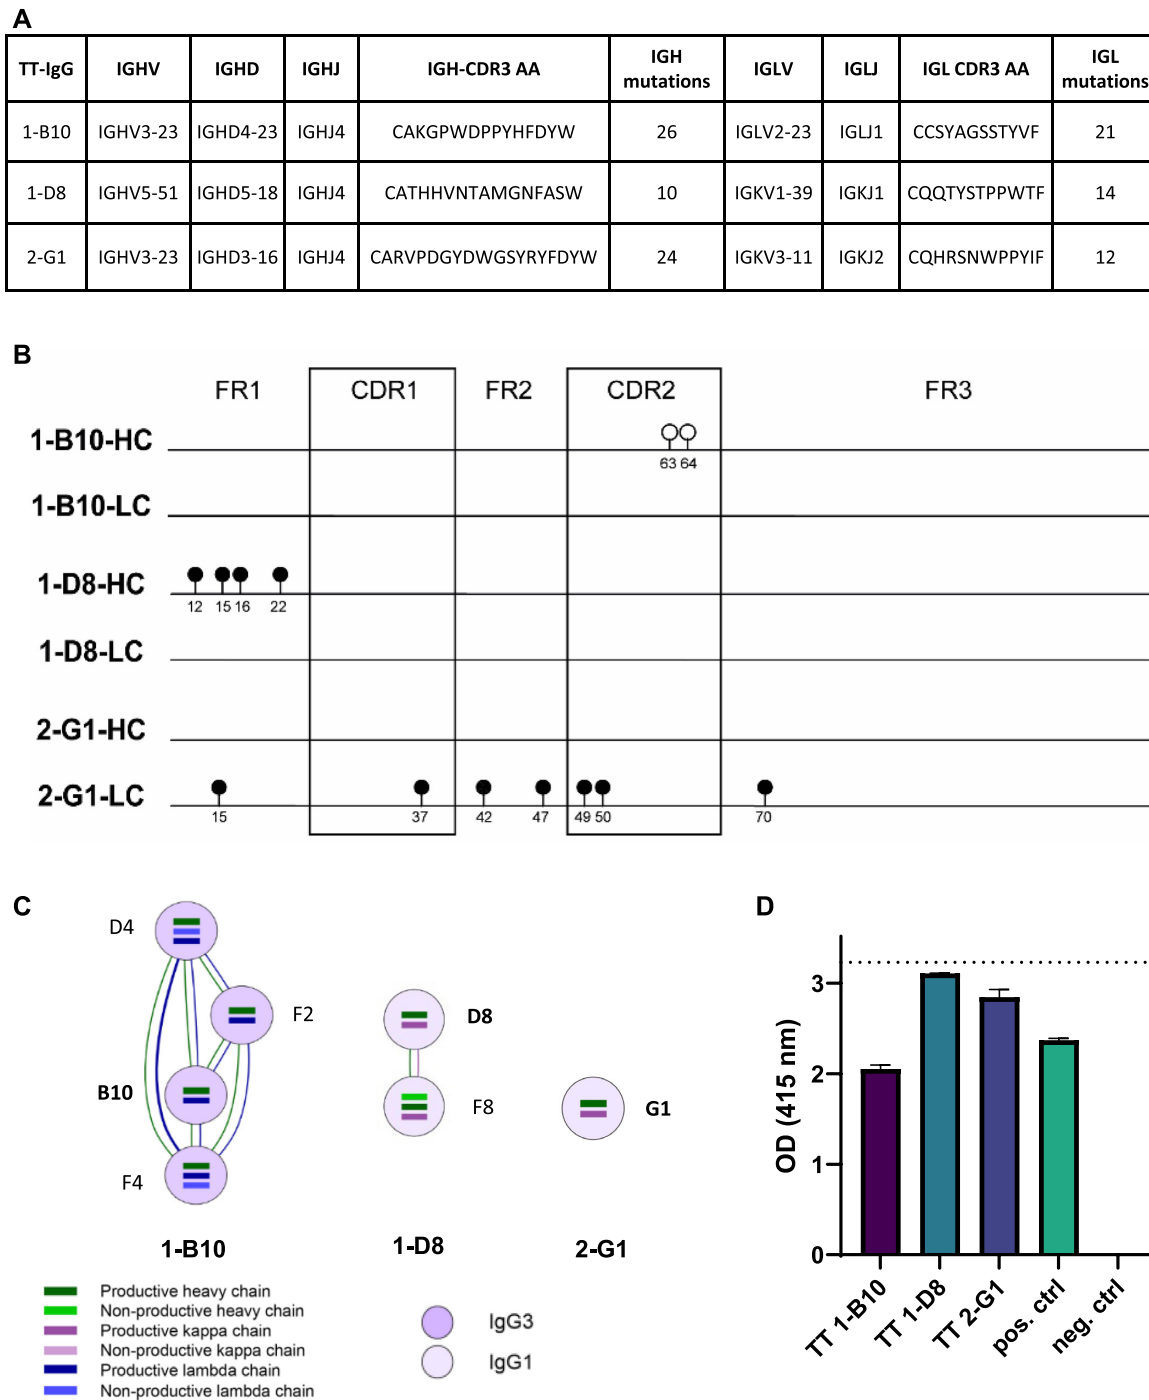 A
TT-IgG IGHV IGHD IGHJ IGH-CDR3 AA IGH mutations IGLV IGLJ IGL CDR3 AA IGL mutations
1-B10 IGHV3-23 IGHD4-23 IGHJ4 CAKGPWDPPYHFDYW 26 IGLV2-23 IGLJ1 CCSYAGSSTYVF 21
1-D8 IGHV5-51 IGHD5-18 IGHJ4 CATHHVNTAMGNFASW 10 IGKV1-39 IGKJ1 CQQTYSTPPWTF 14
2-G1 IGHV3-23 IGHD3-16 IGHJ4 CARVPDGYDWGSYRYFDYW 24 IGKV3-11 IGKJ2 CQHRSNWPPYIF 12
B
FR1 CDR1 FR2 CDR2 FR3
1-B10-HC
63 64
1-B10-LC
1-D8-HC
12 15 16 22
1-D8-LC
2-G1-HC
2-G1-LC
15 37 42 47 49 50 70
C
D4
F2
B10
F4
1-B10
D8
F8
1-D8
G1
2-G1
Productive heavy chain
Non-productive heavy chain
Productive kappa chain
Non-productive kappa chain
Productive lambda chain
Non-productive lambda chain
IgG3
IgG1
D
OD (415 nm)
3
2
1
0
TT 1-B10
TT 1-D8
TT 2-G1
pos. ctrl
neg. ctrl